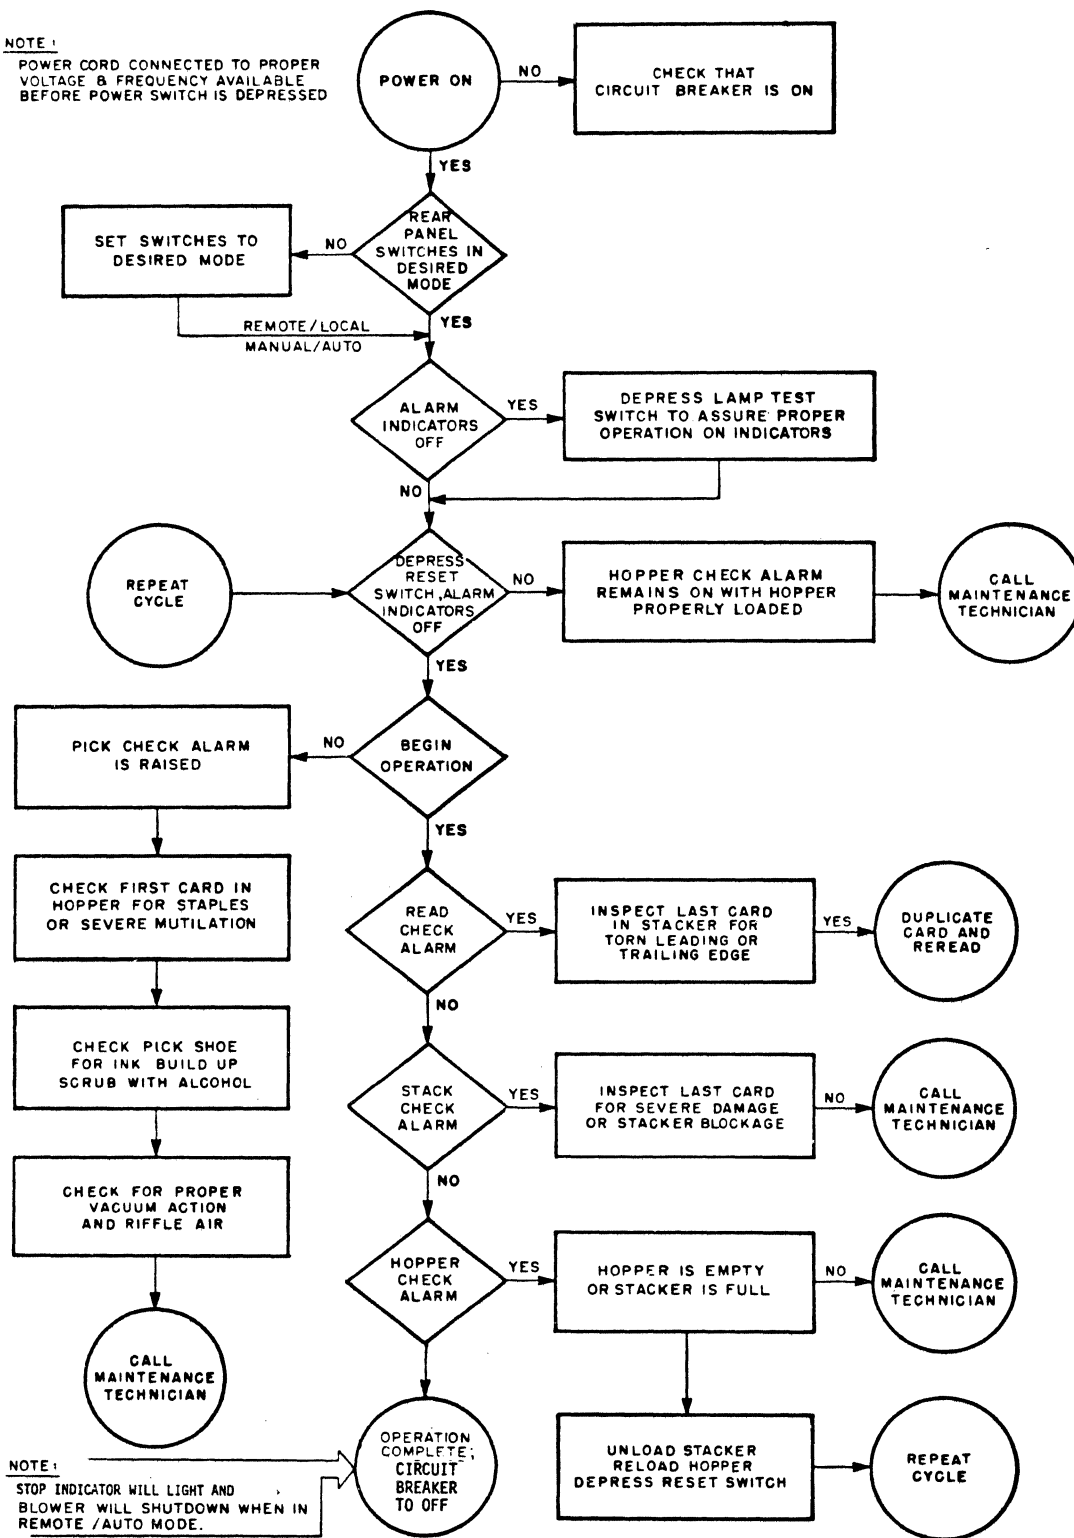 NOTE:
POWER CORD CONNECTED TO PROPER
VOLTAGE & FREQUENCY AVAILABLE
BEFORE POWER SWITCH IS DEPRESSED
POWER ON
NO
CHECK THAT
CIRCUIT BREAKER IS ON
YES
REAR
PANEL
SWITCHES IN
DESIRED
MODE
NO
SET SWITCHES TO
DESIRED MODE
YES
REMOTE/LOCAL
MANUAL/AUTO
ALARM
INDICATORS
OFF
YES
DEPRESS LAMP TEST
SWITCH TO ASSURE PROPER
OPERATION ON INDICATORS
NO
REPEAT
CYCLE
DEPRESS
RESET
SWITCH, ALARM
INDICATORS
OFF
NO
HOPPER CHECK ALARM
REMAINS ON WITH HOPPER
PROPERLY LOADED
CALL
MAINTENANCE
TECHNICIAN
YES
BEGIN
OPERATION
NO
PICK CHECK ALARM
IS RAISED
YES
CHECK FIRST CARD IN
HOPPER FOR STAPLES
OR SEVERE MUTILATION
READ
CHECK
ALARM
YES
INSPECT LAST CARD
IN STACKER FOR
TORN LEADING OR
TRAILING EDGE
YES
DUPLICATE
CARD AND
REREAD
NO
CHECK PICK SHOE
FOR INK BUILD UP
SCRUB WITH ALCOHOL
STACK
CHECK
ALARM
YES
INSPECT LAST CARD
FOR SEVERE DAMAGE
OR STACKER BLOCKAGE
NO
CALL
MAINTENANCE
TECHNICIAN
NO
CHECK FOR PROPER
VACUUM ACTION
AND RIFFLE AIR
HOPPER
CHECK
ALARM
YES
HOPPER IS EMPTY
OR STACKER IS FULL
NO
CALL
MAINTENANCE
TECHNICIAN
CALL
MAINTENANCE
TECHNICIAN
OPERATION
COMPLETE;
CIRCUIT
BREAKER
TO OFF
UNLOAD STACKER
RELOAD HOPPER
DEPRESS RESET SWITCH
REPEAT
CYCLE
NOTE:
STOP INDICATOR WILL LIGHT AND
BLOWER WILL SHUTDOWN WHEN IN
REMOTE /AUTO MODE.